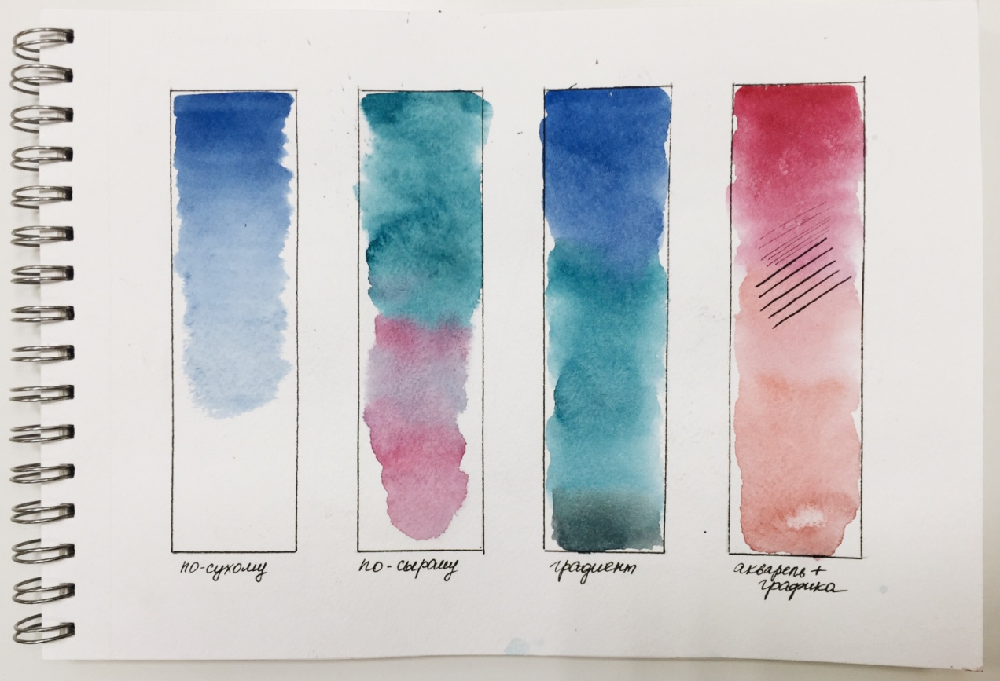 по-сухому
по-сырому
градиент
акварель +
графика